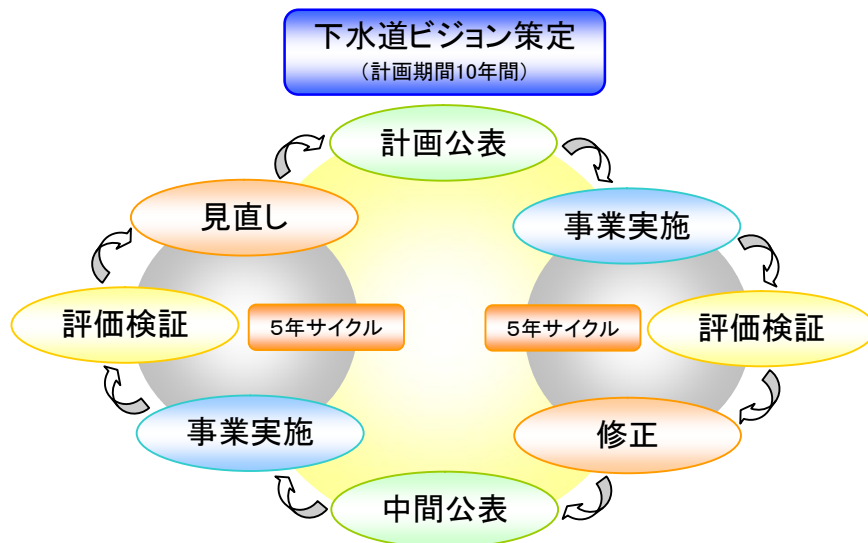 下水道ビジョン策定
（計画期間10年間）
計画公表
見直し
事業実施
評価検証
５年サイクル
５年サイクル
評価検証
事業実施
修正
中間公表